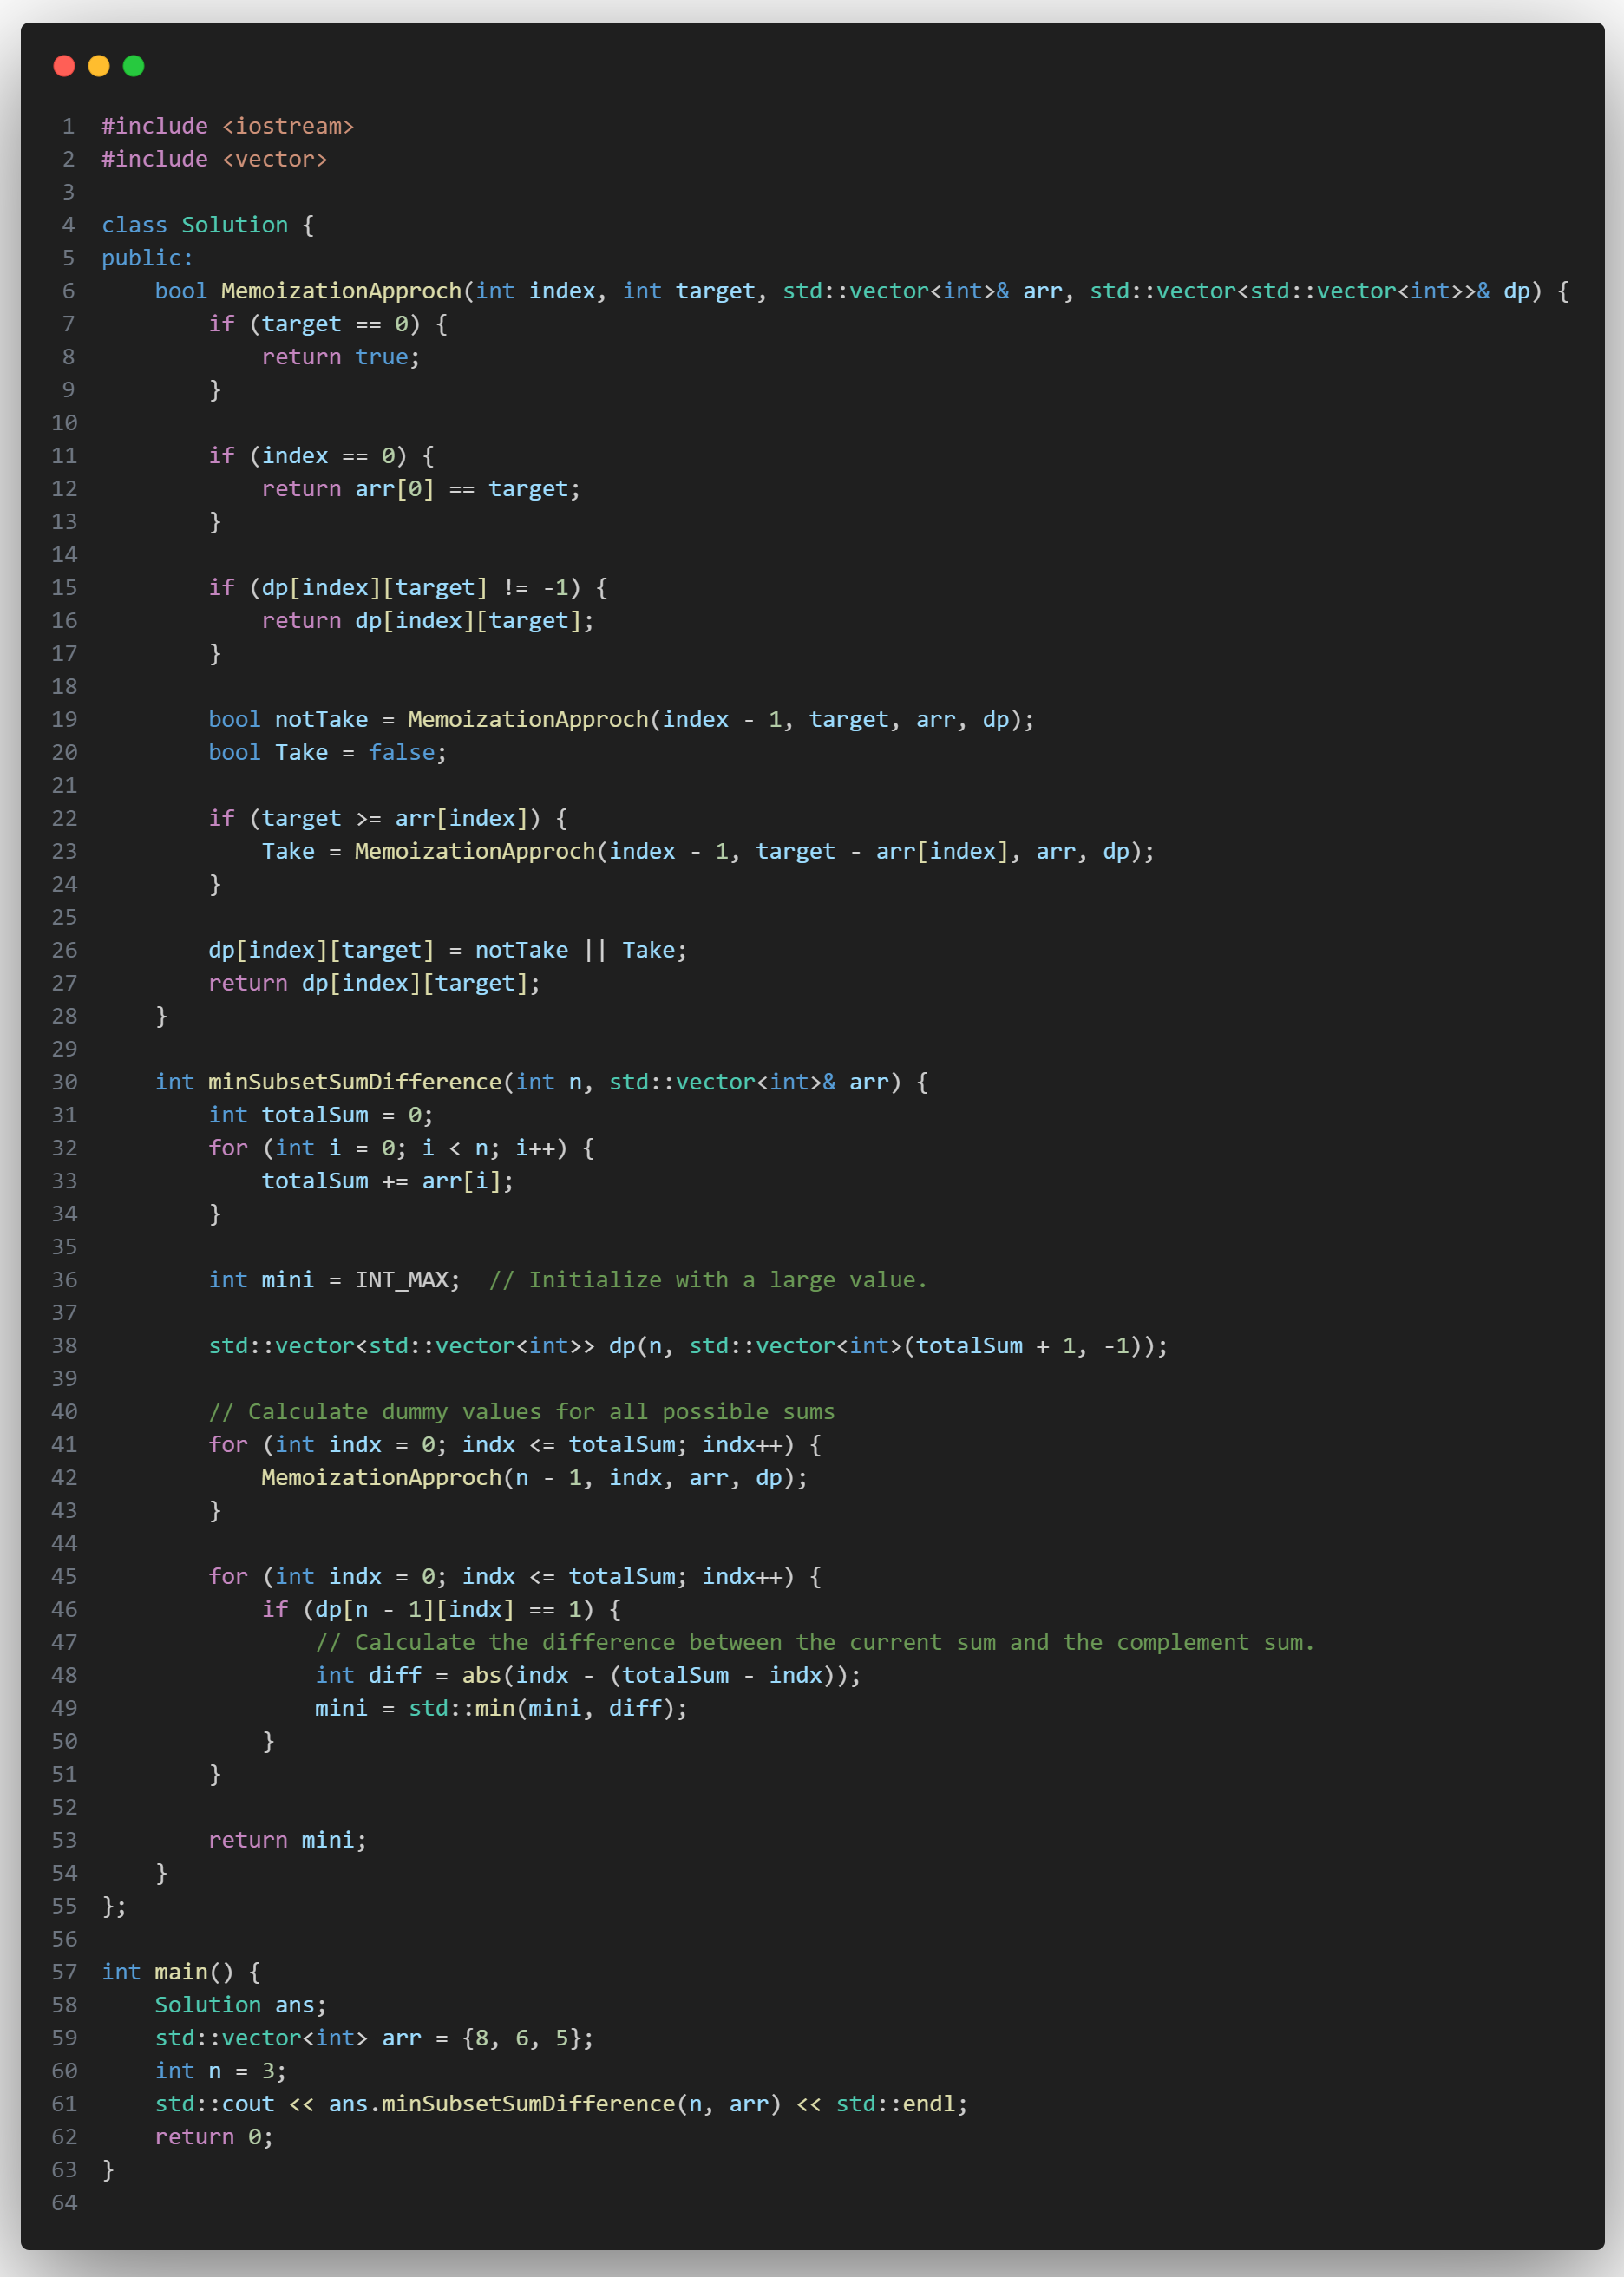 1 #include <iostream>
2 #include <vector>
3
4 class Solution {
5 public:
6     bool MemoizationApproch(int index, int target, std::vector<int>& arr, std::vector<std::vector<int>>& dp) {
7         if (target == 0) {
8             return true;
9         }
10
11         if (index == 0) {
12             return arr[0] == target;
13         }
14
15         if (dp[index][target] != -1) {
16             return dp[index][target];
17         }
18
19         bool notTake = MemoizationApproch(index - 1, target, arr, dp);
20         bool Take = false;
21
22         if (target >= arr[index]) {
23             Take = MemoizationApproch(index - 1, target - arr[index], arr, dp);
24         }
25
26         dp[index][target] = notTake || Take;
27         return dp[index][target];
28     }
29
30     int minSubsetSumDifference(int n, std::vector<int>& arr) {
31         int totalSum = 0;
32         for (int i = 0; i < n; i++) {
33             totalSum += arr[i];
34         }
35
36         int mini = INT_MAX;  // Initialize with a large value.
37
38         std::vector<std::vector<int>> dp(n, std::vector<int>(totalSum + 1, -1));
39
40         // Calculate dummy values for all possible sums
41         for (int indx = 0; indx <= totalSum; indx++) {
42             MemoizationApproch(n - 1, indx, arr, dp);
43         }
44
45         for (int indx = 0; indx <= totalSum; indx++) {
46             if (dp[n - 1][indx] == 1) {
47                 // Calculate the difference between the current sum and the complement sum.
48                 int diff = abs(indx - (totalSum - indx));
49                 mini = std::min(mini, diff);
50             }
51         }
52
53         return mini;
54     }
55 };
56
57 int main() {
58     Solution ans;
59     std::vector<int> arr = {8, 6, 5};
60     int n = 3;
61     std::cout << ans.minSubsetSumDifference(n, arr) << std::endl;
62     return 0;
63 }
64